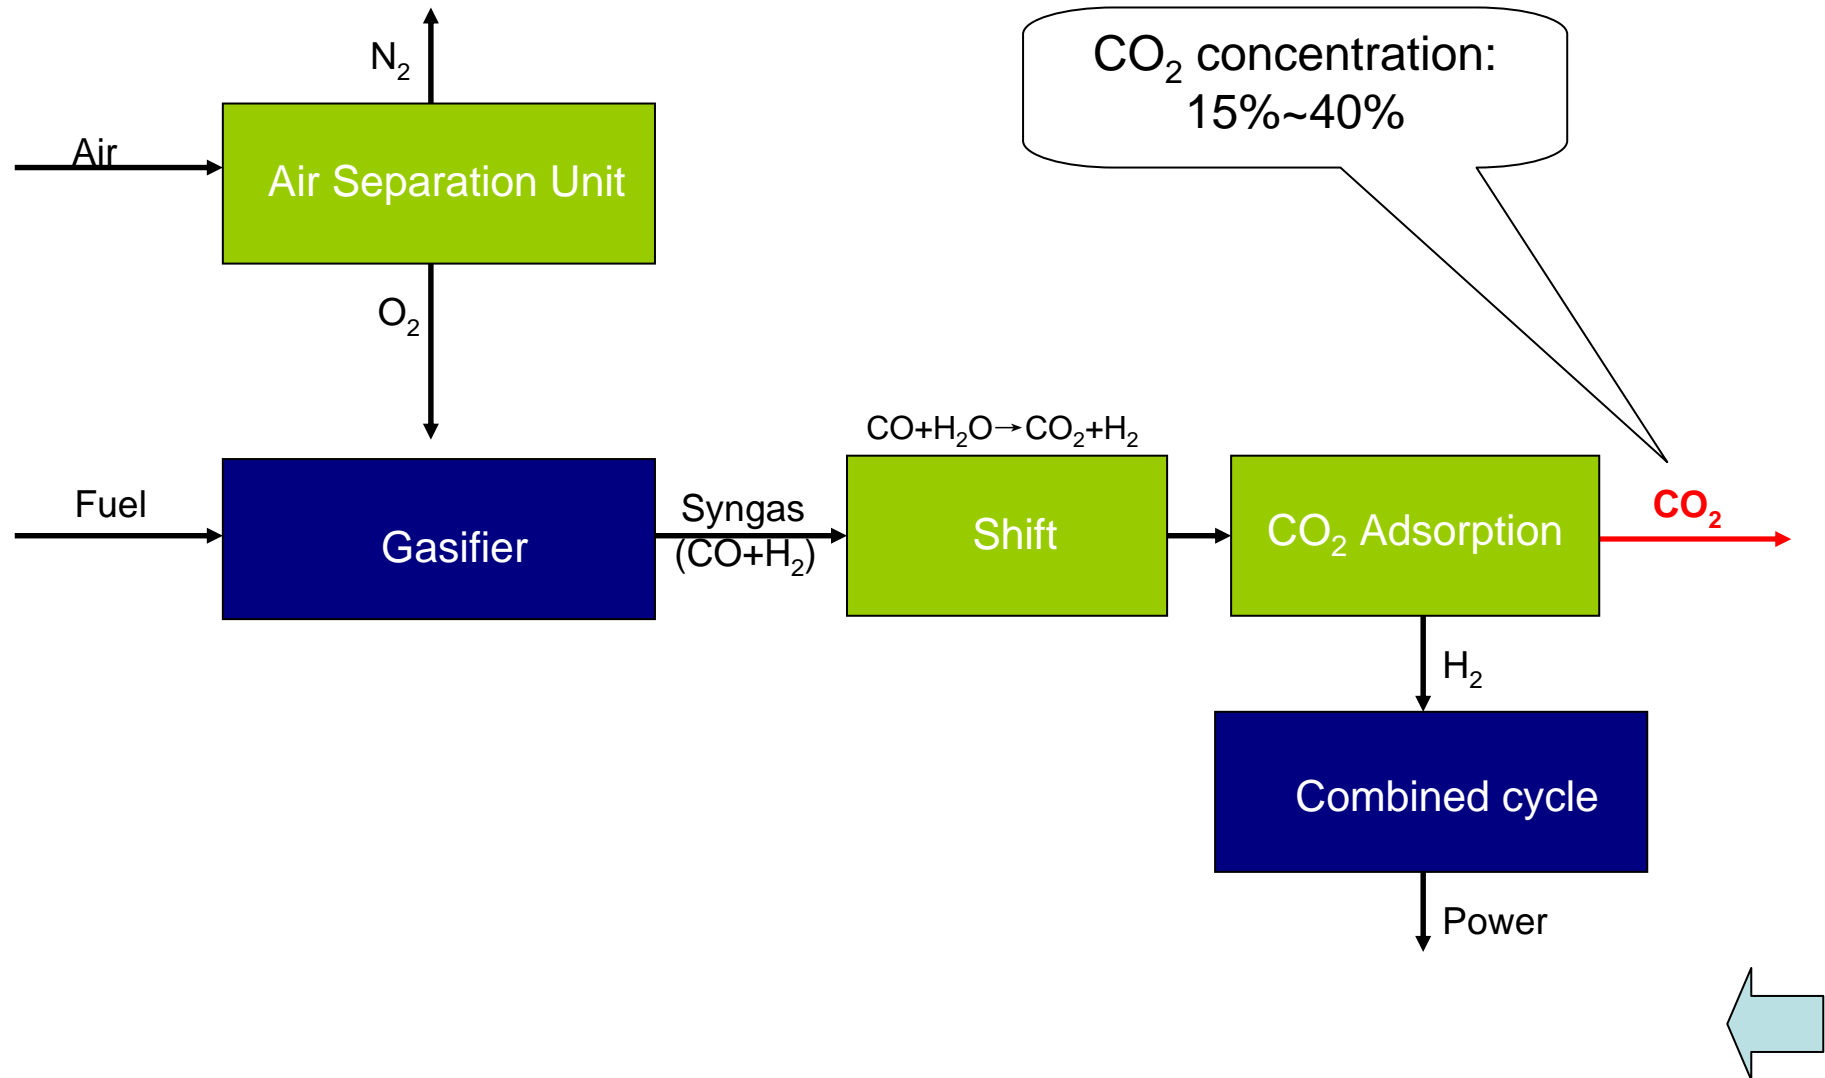 N₂
CO₂ concentration:
15%~40%
Air
Air Separation Unit
O₂
CO+H₂O→CO₂+H₂
Fuel
Gasifier
Syngas
(CO+H₂)
Shift
CO₂ Adsorption
CO₂
H₂
Combined cycle
Power